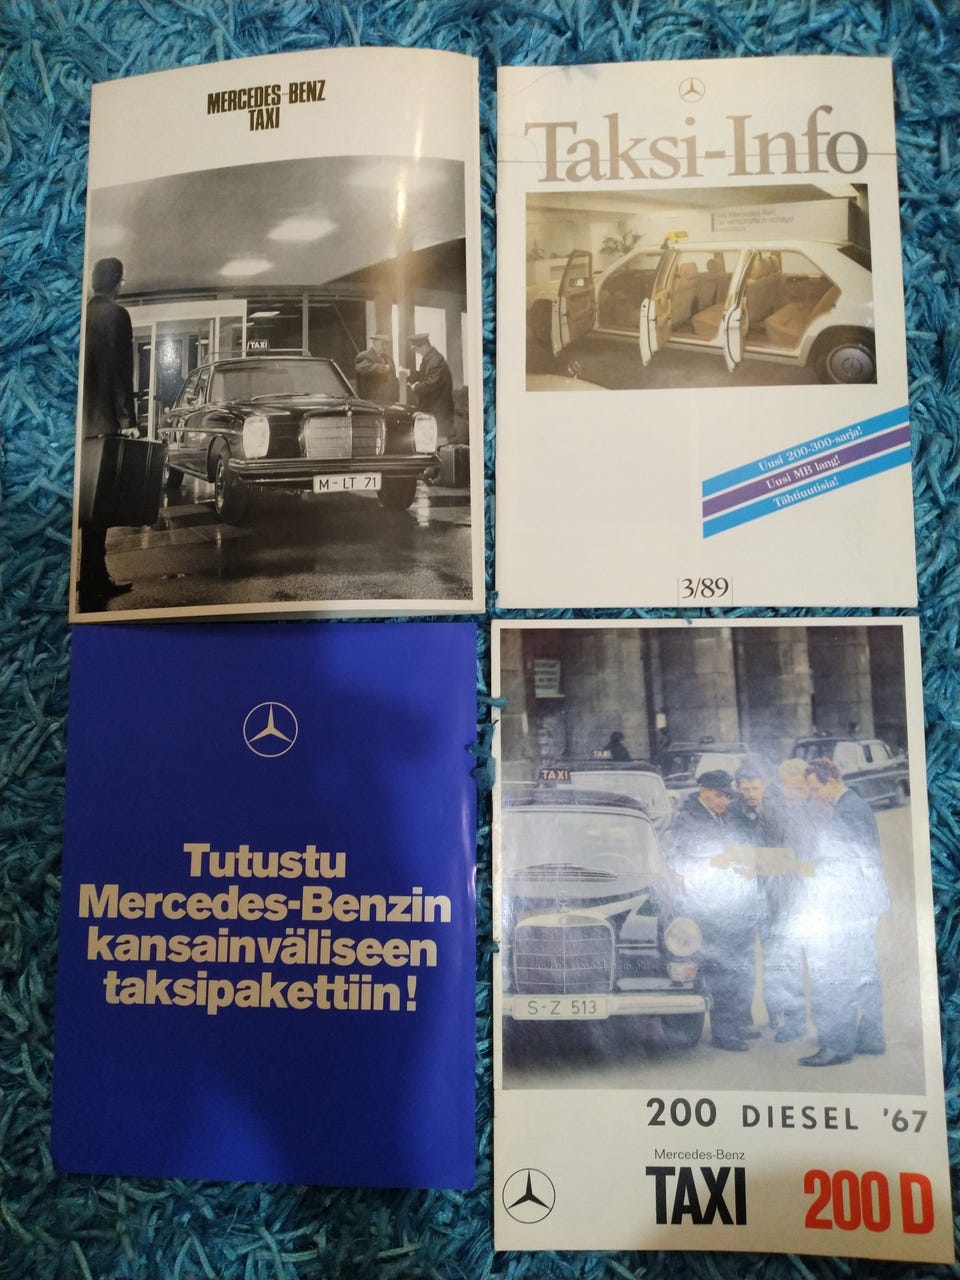 MERCEDES-BENZ
TAXI
TAXI
M-LT 71
Taksi-Info
TAXI
Uusi 200-300-sarja!
Uusi MB lang!
Tähtiuutisia!
3/89
Tutustu
Mercedes-Benzin
kansainväliseen
taksipakettiin!
TAXI
TAXI
S-Z 513
200 DIESEL '67
Mercedes-Benz
TAXI 200 D